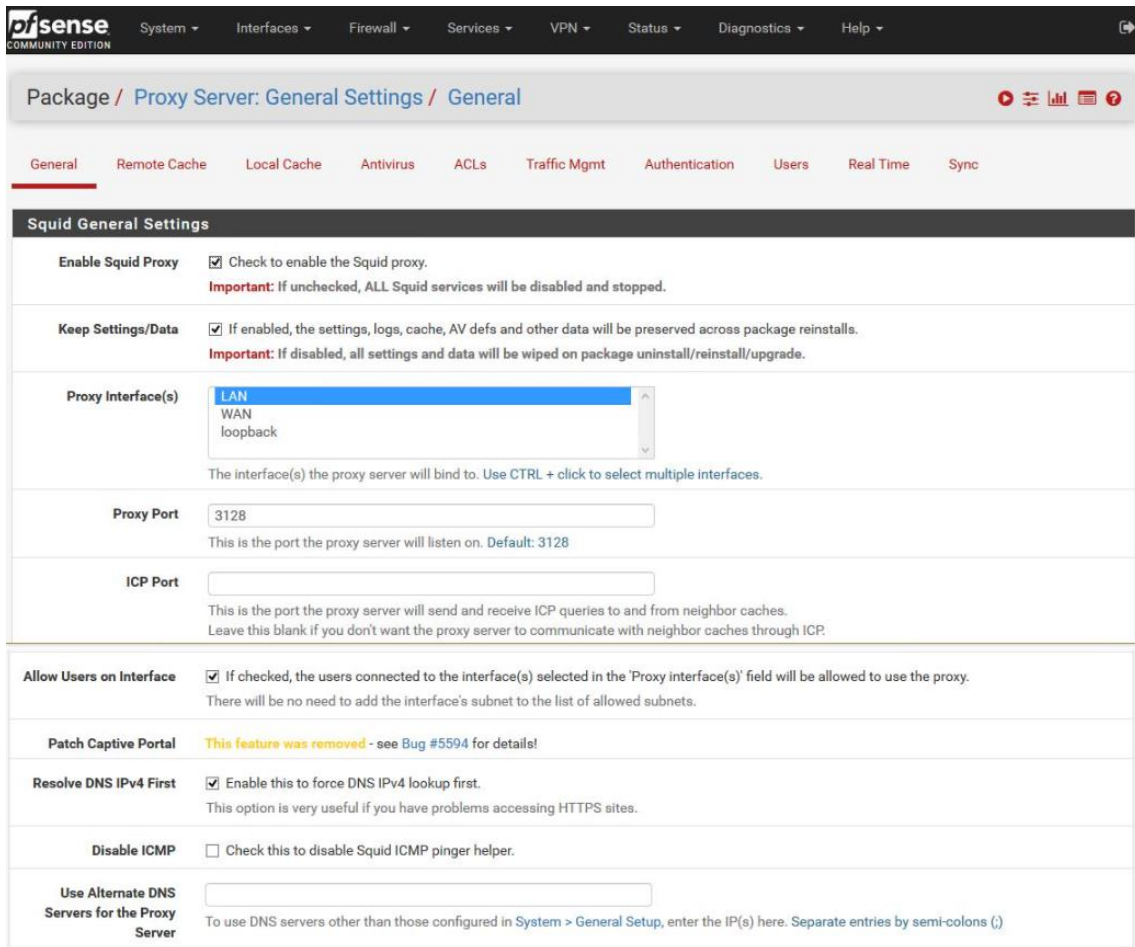 pfsense
COMMUNITY EDITION
System Interfaces Firewall Services VPN Status Diagnostics Help
Package / Proxy Server: General Settings / General
General Remote Cache Local Cache Antivirus ACLs Traffic Mgmt Authentication Users Real Time Sync
Squid General Settings
Enable Squid Proxy Check to enable the Squid proxy.
Important: If unchecked, ALL Squid services will be disabled and stopped.
Keep Settings/Data If enabled, the settings, logs, cache, AV defs and other data will be preserved across package reinstalls.
Important: If disabled, all settings and data will be wiped on package uninstall/reinstall/upgrade.
Proxy Interface(s) LAN
WAN
loopback
The interface(s) the proxy server will bind to. Use CTRL + click to select multiple interfaces.
Proxy Port 3128
This is the port the proxy server will listen on. Default: 3128
ICP Port
This is the port the proxy server will send and receive ICP queries to and from neighbor caches.
Leave this blank if you don't want the proxy server to communicate with neighbor caches through ICP.
Allow Users on Interface If checked, the users connected to the interface(s) selected in the 'Proxy interface(s)' field will be allowed to use the proxy.
There will be no need to add the interface's subnet to the list of allowed subnets.
Patch Captive Portal This feature was removed - see Bug #5594 for details!
Resolve DNS IPv4 First Enable this to force DNS IPv4 lookup first.
This option is very useful if you have problems accessing HTTPS sites.
Disable ICMP Check this to disable Squid ICMP pinger helper.
Use Alternate DNS
Servers for the Proxy
Server
To use DNS servers other than those configured in System > General Setup, enter the IP(s) here. Separate entries by semi-colons (;)